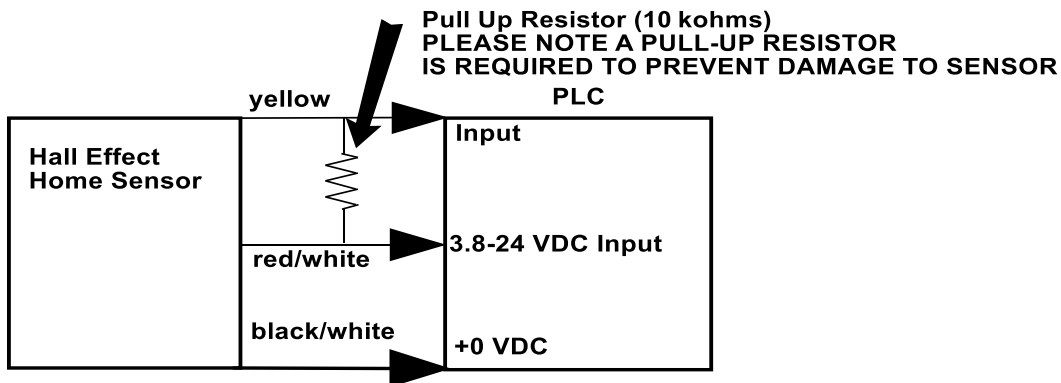 Pull Up Resistor (10 kohms)
PLEASE NOTE A PULL-UP RESISTOR
IS REQUIRED TO PREVENT DAMAGE TO SENSOR
PLC
yellow
Input
Hall Effect
Home Sensor
3.8-24 VDC Input
red/white
black/white
+0 VDC